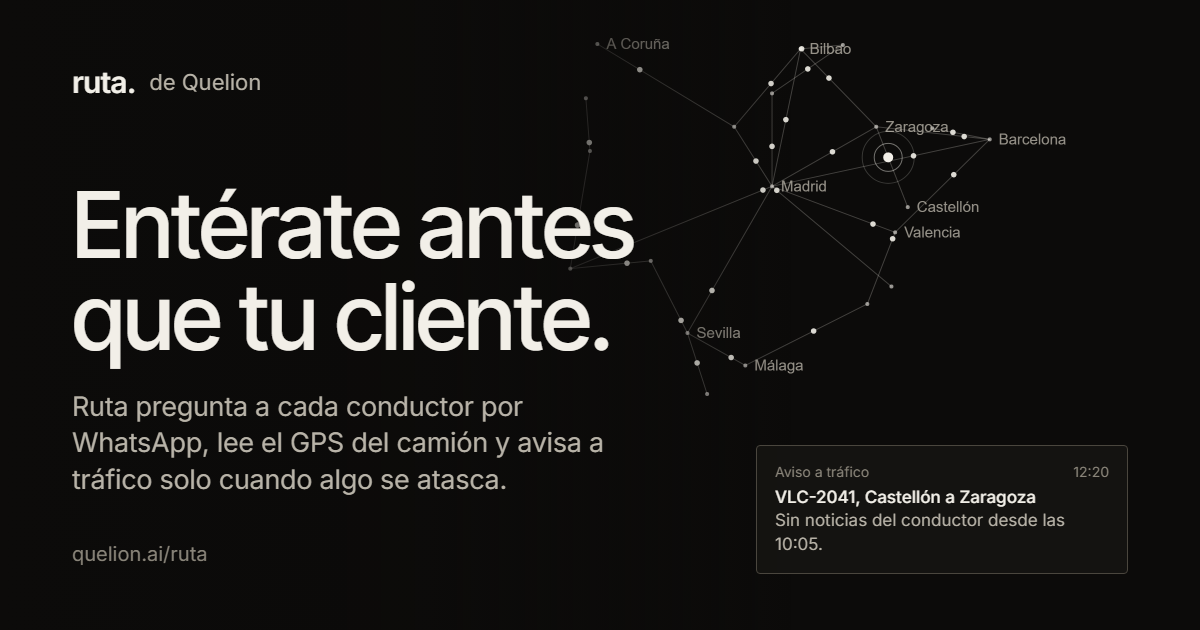 ruta. de Quelion
Entérate antes
que tu cliente.
Ruta pregunta a cada conductor por
WhatsApp, lee el GPS del camión y avisa a
tráfico solo cuando algo se atasca.
quelion.ai/ruta
A Coruña
Bilbao
Zaragoza
Barcelona
Madrid
Castellón
Valencia
Sevilla
Málaga
Aviso a tráfico 12:20
VLC-2041, Castellón a Zaragoza
Sin noticias del conductor desde las
10:05.